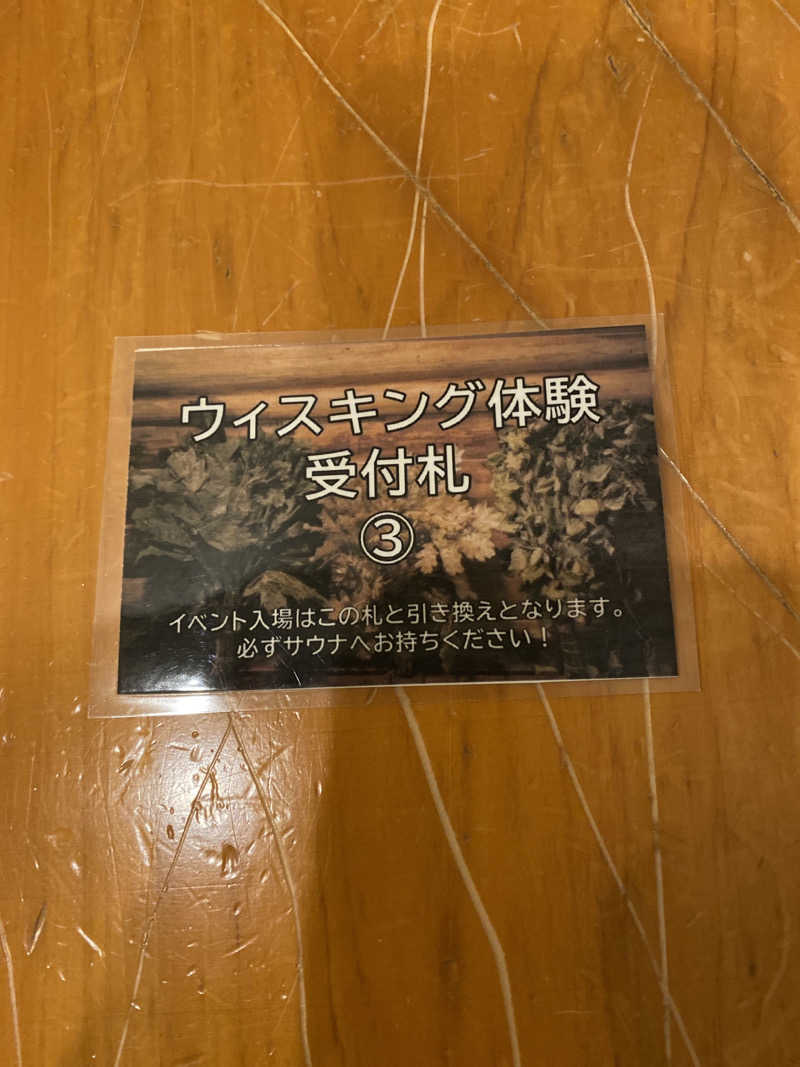 ウィスキング体験
受付札
③
イベント入場はこの札と引き換えとなります。
必ずサウナへお持ちください！